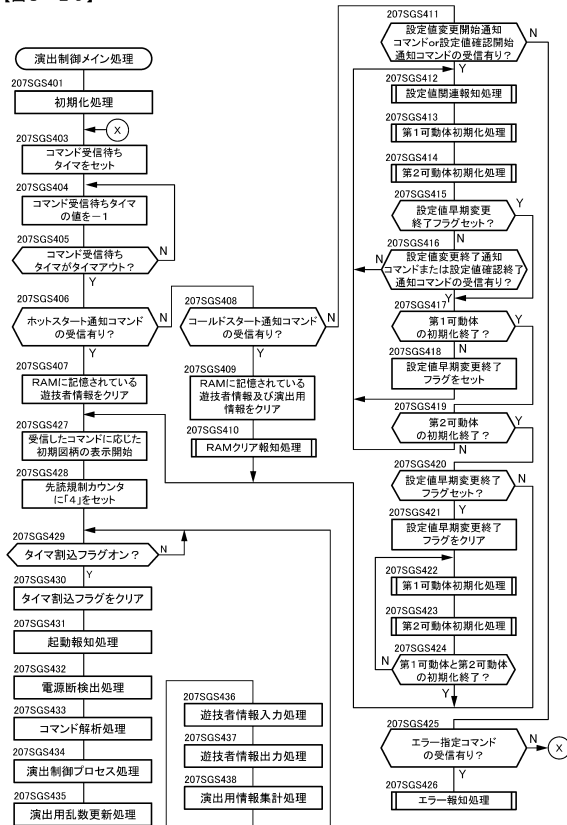 演出制御メイン処理
207SGS401
初期化処理
X
207SGS403
コマンド受信待ち
タイマをセット
207SGS404
コマンド受信待ちタイマ
の値を－1
207SGS405
コマンド受信待ち
タイマがタイムアウト？
N
Y
207SGS406
ホットスタート通知コマンド
の受信有り？
N
Y
207SGS407
RAMに記憶されている
遊技者情報をクリア
207SGS427
受信したコマンドに応じた
初期図柄の表示開始
207SGS428
先読規制カウンタ
に「4」をセット
207SGS429
タイマ割込フラグオン？
N
Y
207SGS430
タイマ割込フラグをクリア
207SGS431
起動報知処理
207SGS432
電源断検出処理
207SGS433
コマンド解析処理
207SGS434
演出制御プロセス処理
207SGS435
演出用乱数更新処理
207SGS408
コールドスタート通知コマンド
の受信有り？
N
Y
207SGS409
RAMに記憶されている
遊技者情報及び演出用
情報をクリア
207SGS410
RAMクリア報知処理
207SGS436
遊技者情報入力処理
207SGS437
遊技者情報出力処理
207SGS438
演出用情報集計処理
207SGS411
設定値変更開始通知
コマンドor設定値確認開始
通知コマンドの受信有り？
N
Y
207SGS412
設定値関連報知処理
207SGS413
第1可動体初期化処理
207SGS414
第2可動体初期化処理
207SGS415
設定値早期変更
終了フラグセット？
Y
N
207SGS416
設定値変更終了通知
コマンドまたは設定値確認終了
通知コマンドの受信有り？
N
Y
207SGS417
第1可動体
の初期化終了？
Y
N
207SGS418
設定値早期変更終了
フラグをセット
207SGS419
第2可動体
の初期化終了？
Y
N
207SGS420
設定値早期変更終了
フラグセット？
N
Y
207SGS421
設定値早期変更終了
フラグをクリア
207SGS422
第1可動体初期化処理
207SGS423
第2可動体初期化処理
207SGS424
第1可動体と第2可動体
の初期化終了？
N
Y
207SGS425
エラー指定コマンド
の受信有り？
N
X
Y
207SGS426
エラー報知処理